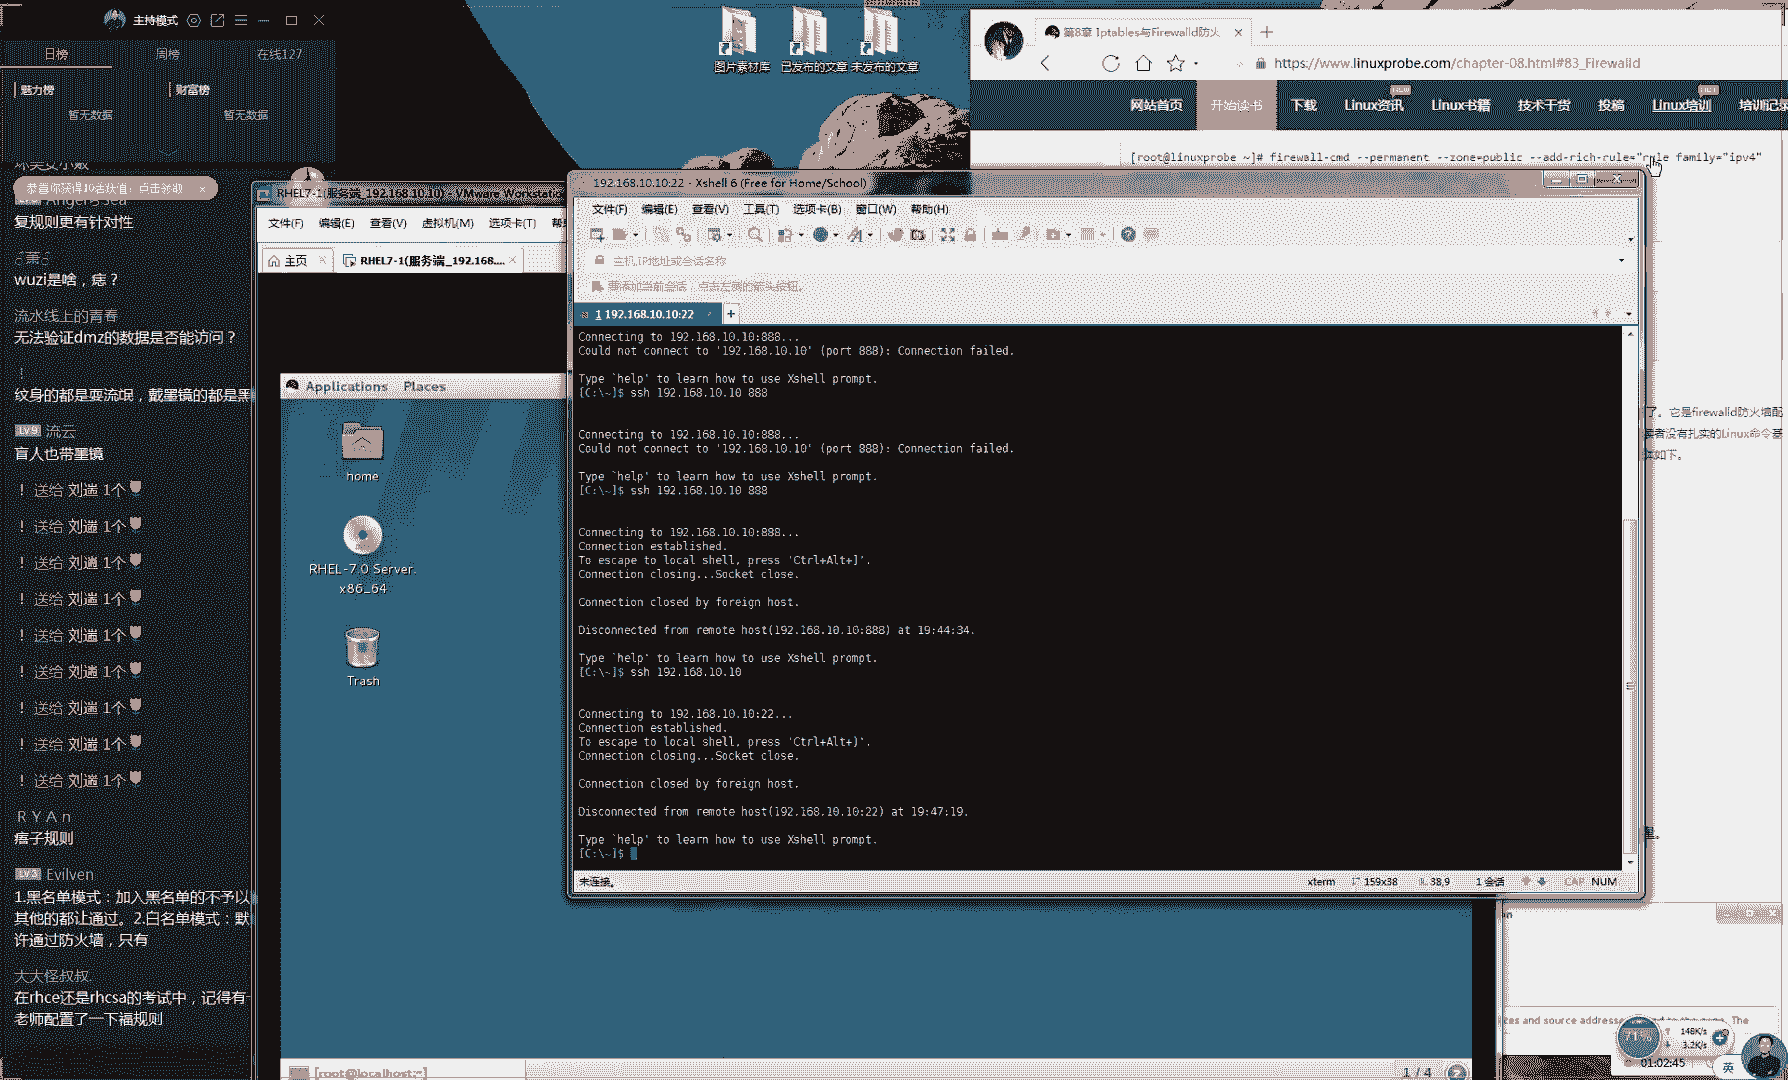 主持模式
日榜 周榜 在线127
魅力榜 财富榜
暂无数据 暂无数据
复规则更有针对性
wuzi是啥，痣？
流水线上的青春
无法验证dmz的数据是否能访问？
！
纹身的都是耍流氓，戴墨镜的都是黑
LV9 流云
盲人也带墨镜
！ 送给 刘遄 1个
！ 送给 刘遄 1个
！ 送给 刘遄 1个
！ 送给 刘遄 1个
！ 送给 刘遄 1个
！ 送给 刘遄 1个
！ 送给 刘遄 1个
！ 送给 刘遄 1个
！ 送给 刘遄 1个
R Y A n
痦子规则
LV3 Evilven
1.黑名单模式：加入黑名单的不予以
其他的都让通过。2.白名单模式：默
许通过防火墙，只有
大大怪叔叔
在rhce还是rhcsa的考试中，记得有一
老师配置了一下福规则
图片素材库 已发布的文章 未发布的文章
第8章 Iptables与Firewalld防火
https://www.linuxprobe.com/chapter-08.html#83_Firewalld
网站首页 开始读书 下载 Linux资讯 Linux书籍 技术干货 投稿 Linux培训 培训记录
[root@linuxprobe ~]# firewall-cmd --permanent --zone=public --add-rich-rule="rule family="ipv4"
RHEL7-1(服务端_192.168.10.10) - VMware Workstatio
文件(F) 编辑(E) 查看(V) 虚拟机(M) 选项卡(T) 帮
主页 RHEL7-1(服务端_192.168....
Applications Places
home
RHEL-7.0 Server.
x86_64
Trash
[root@localhost:~]
1 / 4
192.168.10.10:22 - Xshell 6 (Free for Home/School)
文件(F) 编辑(E) 查看(V) 工具(T) 选项卡(B) 窗口(W) 帮助(H)
主机,IP地址或会话名称
要添加当前会话，点击左侧的箭头按钮。
1 192.168.10.10:22
Connecting to 192.168.10.10:888...
Could not connect to '192.168.10.10' (port 888): Connection failed.
Type `help' to learn how to use Xshell prompt.
[C:\~]$ ssh 192.168.10.10 888
Connecting to 192.168.10.10:888...
Could not connect to '192.168.10.10' (port 888): Connection failed.
Type `help' to learn how to use Xshell prompt.
[C:\~]$ ssh 192.168.10.10 888
Connecting to 192.168.10.10:888...
Connection established.
To escape to local shell, press 'Ctrl+Alt+]'.
Connection closing...Socket close.
Connection closed by foreign host.
Disconnected from remote host(192.168.10.10:888) at 19:44:34.
Type `help' to learn how to use Xshell prompt.
[C:\~]$ ssh 192.168.10.10
Connecting to 192.168.10.10:22...
Connection established.
To escape to local shell, press 'Ctrl+Alt+]'.
Connection closing...Socket close.
Connection closed by foreign host.
Disconnected from remote host(192.168.10.10:22) at 19:47:19.
Type `help' to learn how to use Xshell prompt.
[C:\~]$
未连接。 xterm 159x38 38,9 1 会话 CAP NUM
了。它是firewalld防火墙配
读者没有扎实的Linux命令基
体如下。
71% 148K/s
3.2K/s
01:02:45 英